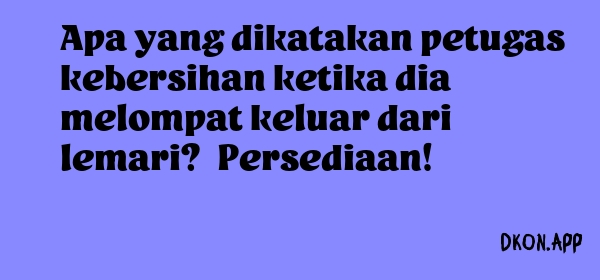 Apa yang dikatakan petugas
kebersihan ketika dia
melompat keluar dari
lemari?  Persediaan!
DKON.APP